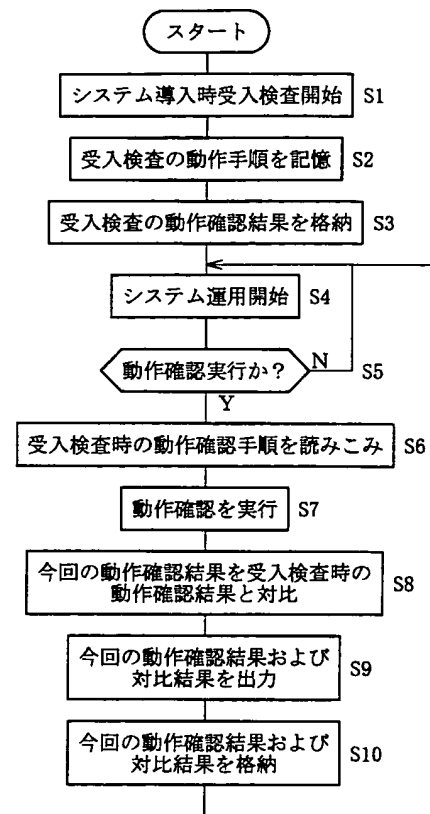 スタート
システム導入時受入検査開始 S1
受入検査の動作手順を記憶 S2
受入検査の動作確認結果を格納 S3
システム運用開始 S4
動作確認実行か? N S5
Y
受入検査時の動作確認手順を読みこみ S6
動作確認を実行 S7
今回の動作確認結果を受入検査時の
動作確認結果と対比 S8
今回の動作確認結果および
対比結果を出力 S9
今回の動作確認結果および
対比結果を格納 S10